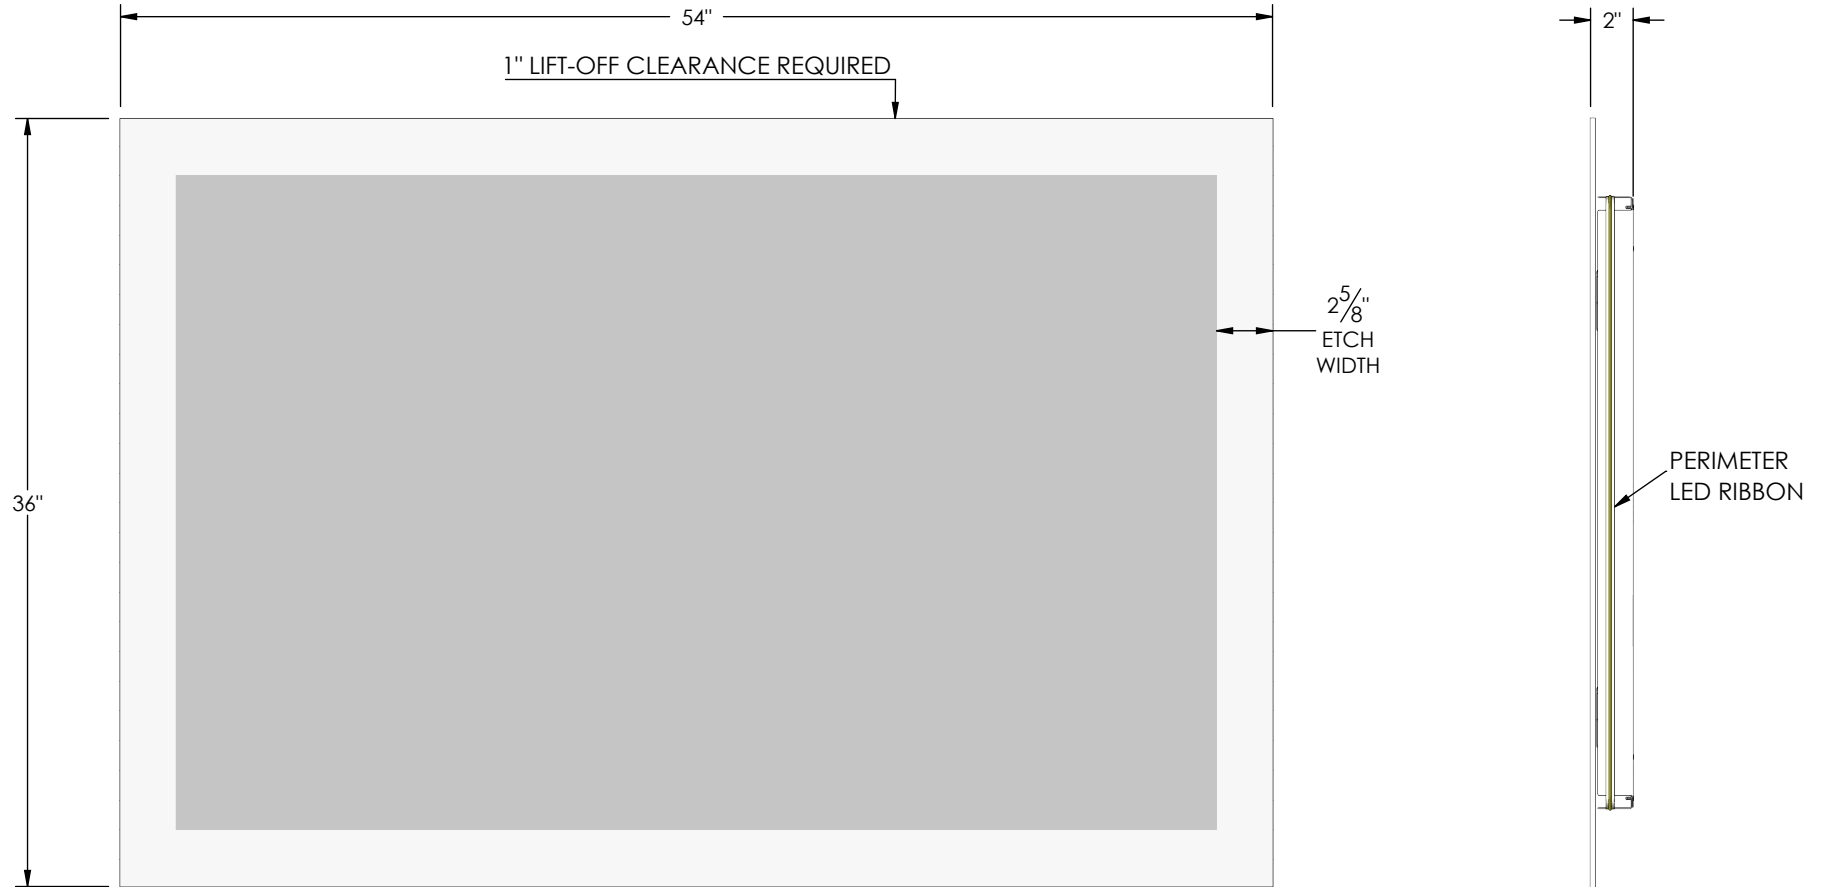 54"
2"
1" LIFT-OFF CLEARANCE REQUIRED
2 5/8"
ETCH
WIDTH
36"
PERIMETER
LED RIBBON